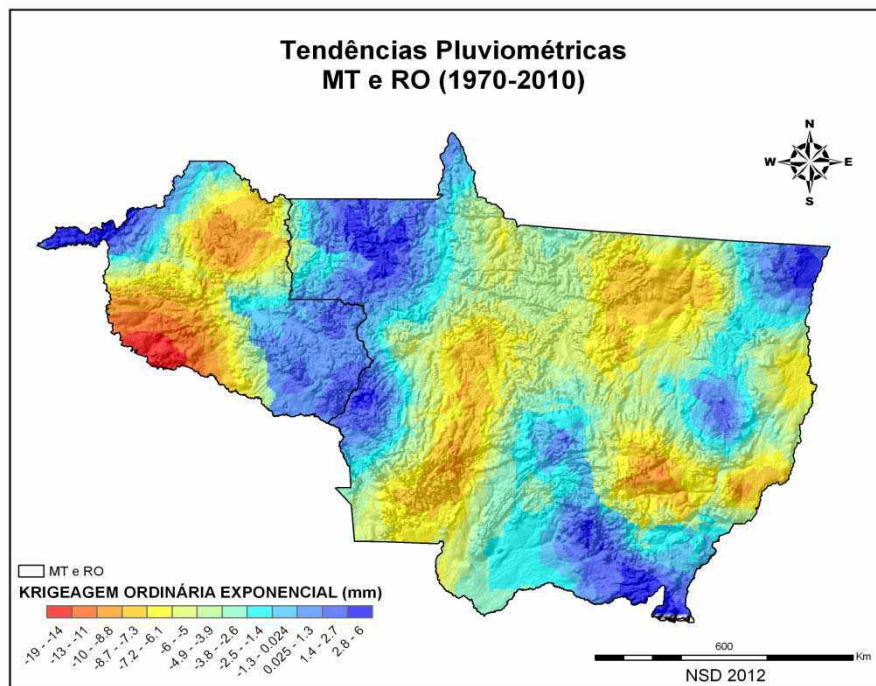 Tendências Pluviométricas
MT e RO (1970-2010)
N
W E
S
MT e RO
KRIGEAGEM ORDINÁRIA EXPONENCIAL (mm)
-19 - -14
-13 - -11
-10 - -8.8
-8.7 - -7.3
-7.2 - -6.1
-6 - -5
-4.9 - -3.9
-3.8 - -2.6
-2.5 - -1.4
-1.3 - -0.024
0.025 - 1.3
1.4 - 2.7
2.8 - 6
600
Km
NSD 2012